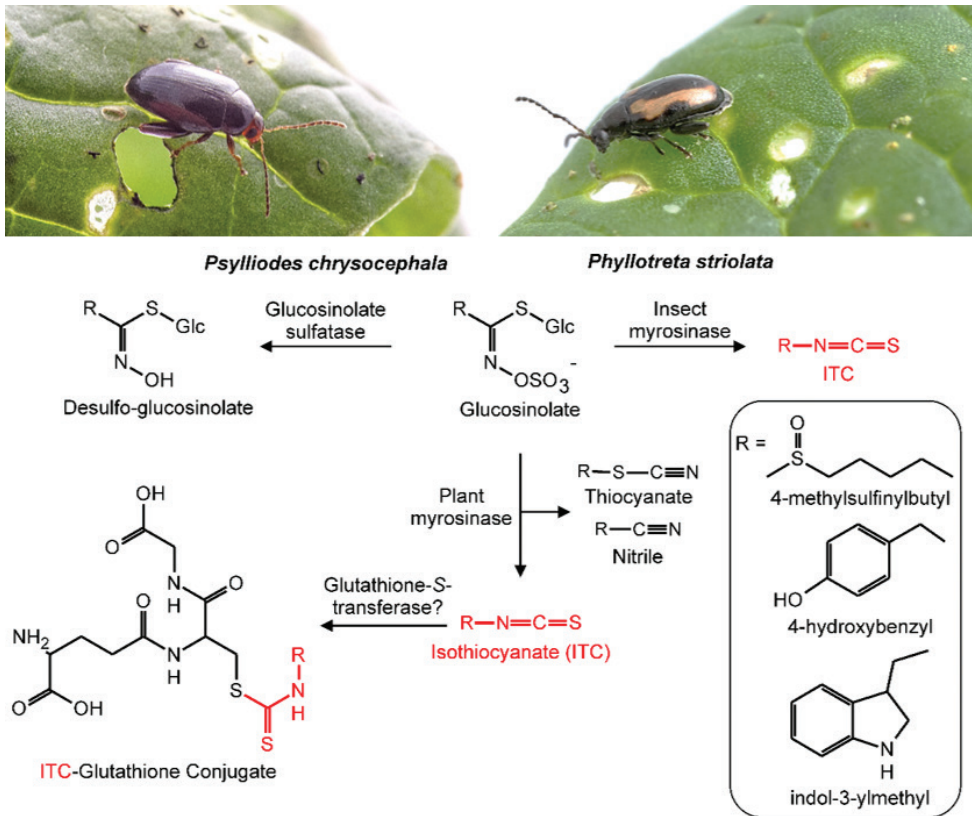 Psylliodes chrysocephala
Phyllotreta striolata
R
S
Glc
N
OH
Desulfo-glucosinolate
Glucosinolate
sulfatase
R
S
Glc
N
OSO3-
Glucosinolate
Insect
myrosinase
R-N=C=S
ITC
Plant
myrosinase
R-S-C≡N
Thiocyanate
R-C≡N
Nitrile
R =
O
S
4-methylsulfinylbutyl
HO
4-hydroxybenzyl
N
H
indol-3-ylmethyl
Glutathione-S-
transferase?
R-N=C=S
Isothiocyanate (ITC)
OH
O
N
H
O
O
NH2
N
H
R
S
N
H
O
OH
S
ITC-Glutathione Conjugate